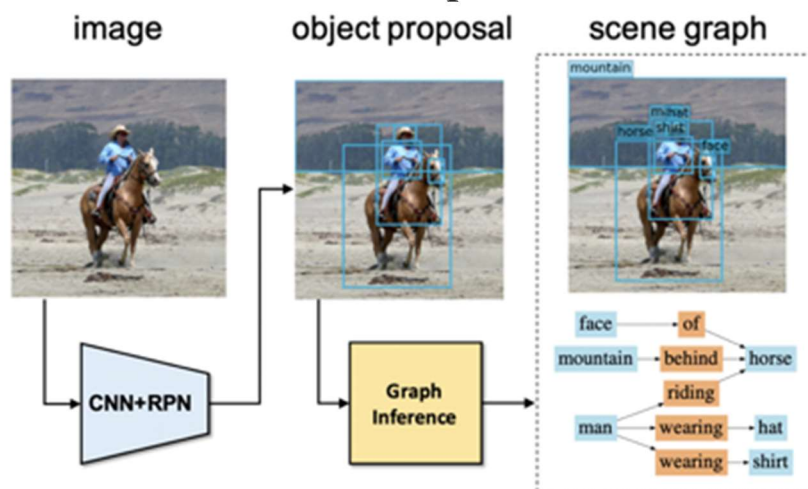 image
object proposal
scene graph
mountain
hat
shirt
horse
face
CNN+RPN
Graph
Inference
face of
mountain behind horse
riding
man wearing hat
wearing shirt